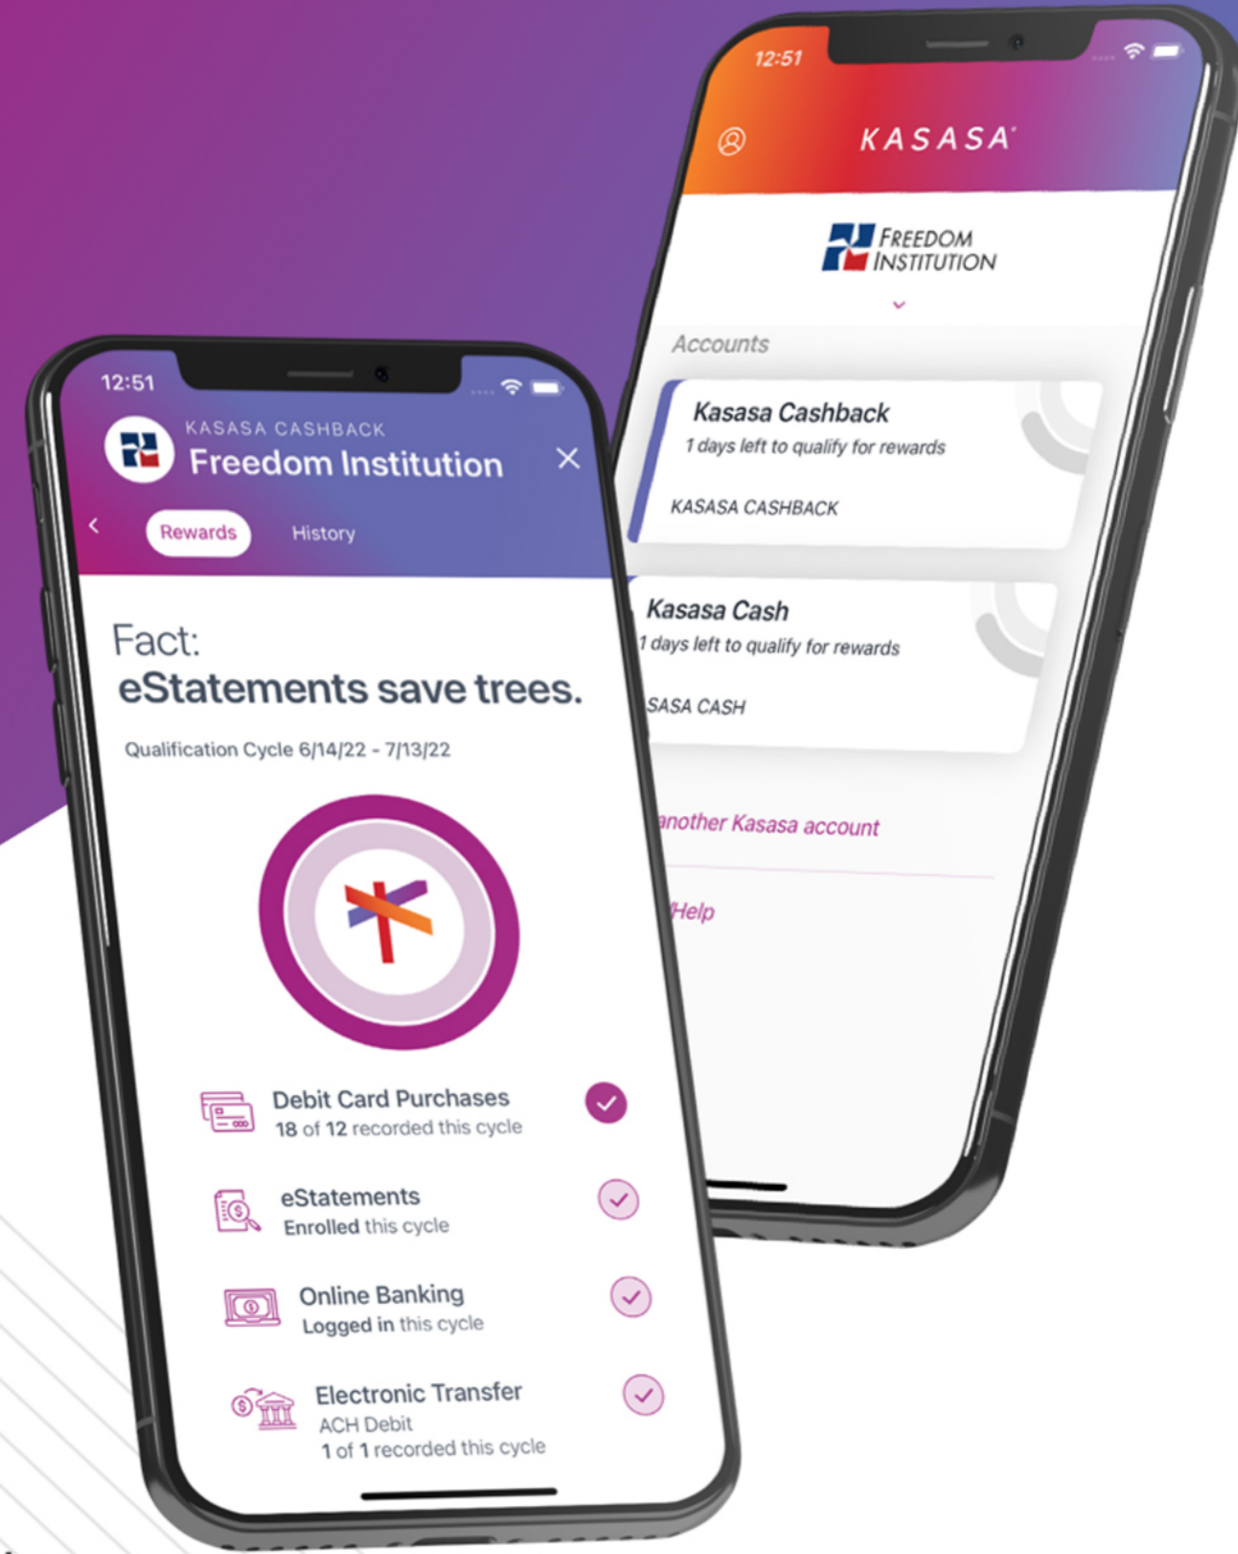 12:51
KASASA®
FREEDOM
INSTITUTION
Accounts
Kasasa Cashback
1 days left to qualify for rewards
KASASA CASHBACK
Kasasa Cash
1 days left to qualify for rewards
SASA CASH
another Kasasa account
/Help
12:51
KASASA CASHBACK
Freedom Institution
Rewards History
Fact:
eStatements save trees.
Qualification Cycle 6/14/22 - 7/13/22
Debit Card Purchases
18 of 12 recorded this cycle
eStatements
Enrolled this cycle
Online Banking
Logged in this cycle
Electronic Transfer
ACH Debit
1 of 1 recorded this cycle